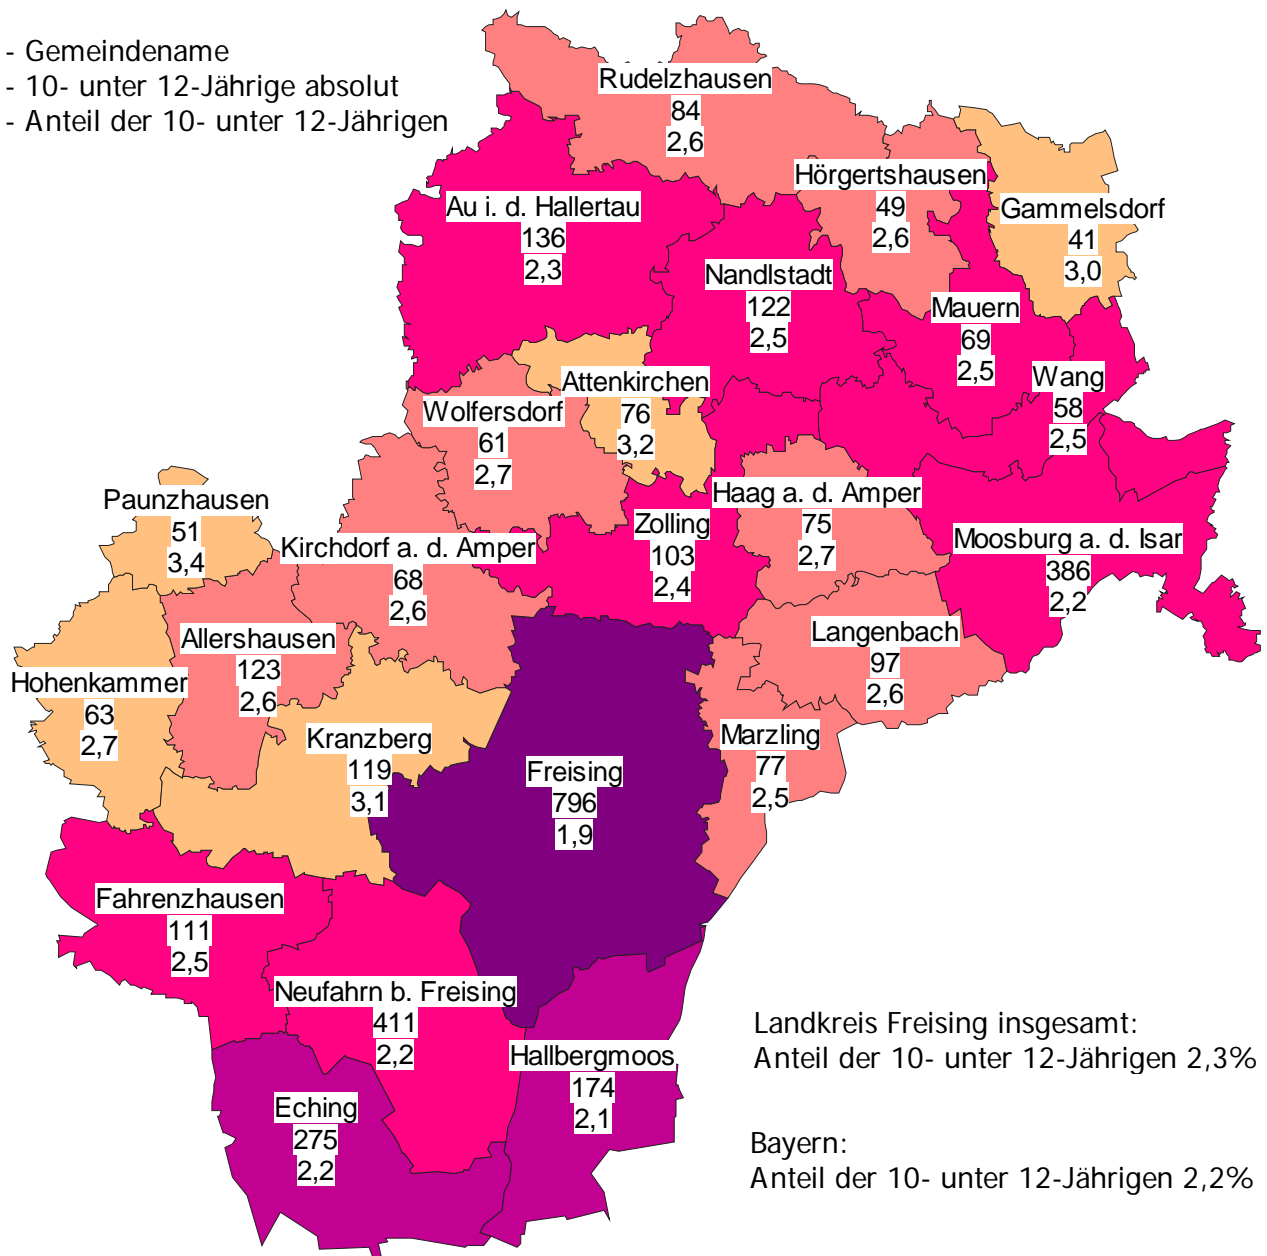 - Gemeindename
- 10- unter 12-Jährige absolut
- Anteil der 10- unter 12-Jährigen
Rudelzhausen
84
2,6
Hörgertshausen
49
2,6
Au i. d. Hallertau
136
2,3
Gammelsdorf
41
3,0
Nandlstadt
122
2,5
Mauern
69
2,5
Wang
58
2,5
Attenkirchen
76
3,2
Wolfersdorf
61
2,7
Paunzhausen
51
3,4
Haag a. d. Amper
75
2,7
Zolling
103
2,4
Moosburg a. d. Isar
386
2,2
Kirchdorf a. d. Amper
68
2,6
Allershausen
123
2,6
Langenbach
97
2,6
Hohenkammer
63
2,7
Kranzberg
119
3,1
Marzling
77
2,5
Freising
796
1,9
Fahrenzhausen
111
2,5
Neufahrn b. Freising
411
2,2
Hallbergmoos
174
2,1
Eching
275
2,2
Landkreis Freising insgesamt:
Anteil der 10- unter 12-Jährigen 2,3%
Bayern:
Anteil der 10- unter 12-Jährigen 2,2%